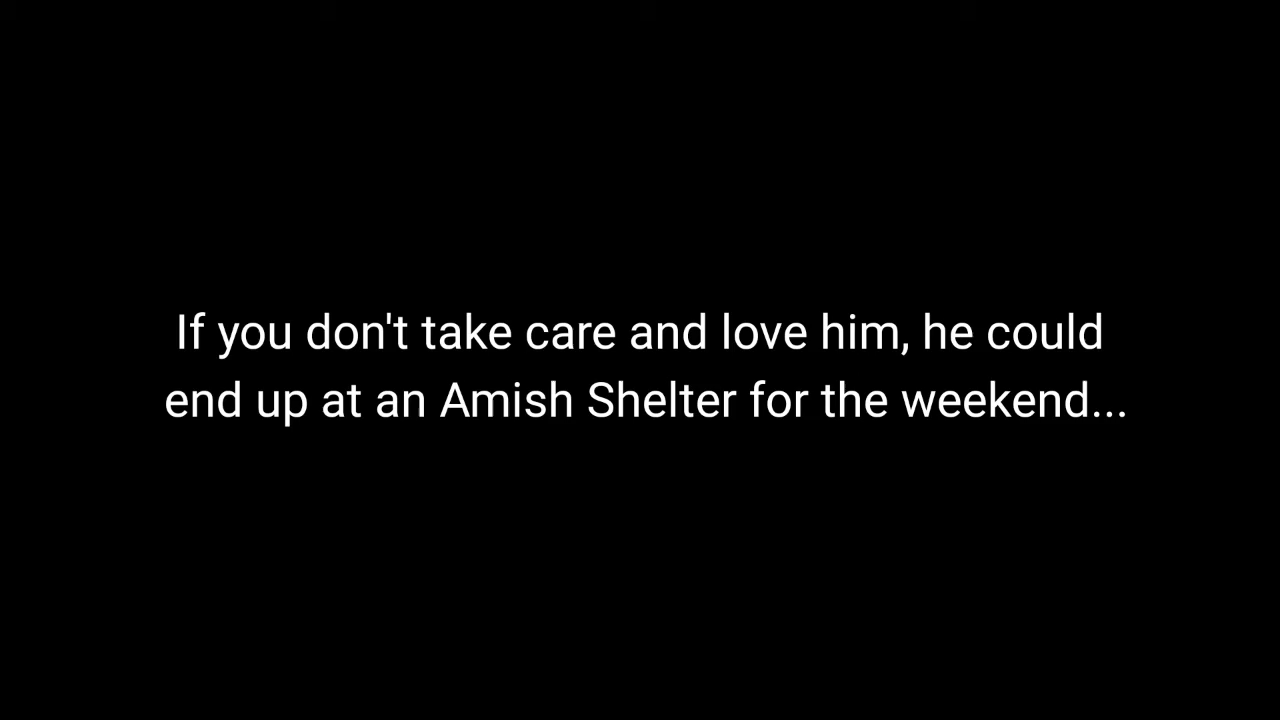 If you don't take care and love him, he could
end up at an Amish Shelter for the weekend...